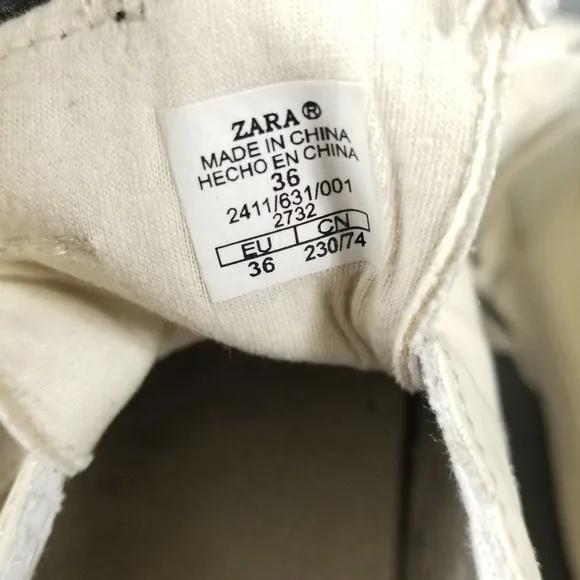 ZARA®
MADE IN CHINA
HECHO EN CHINA
36
2411/631/001
2732
EU CN
36 230/74